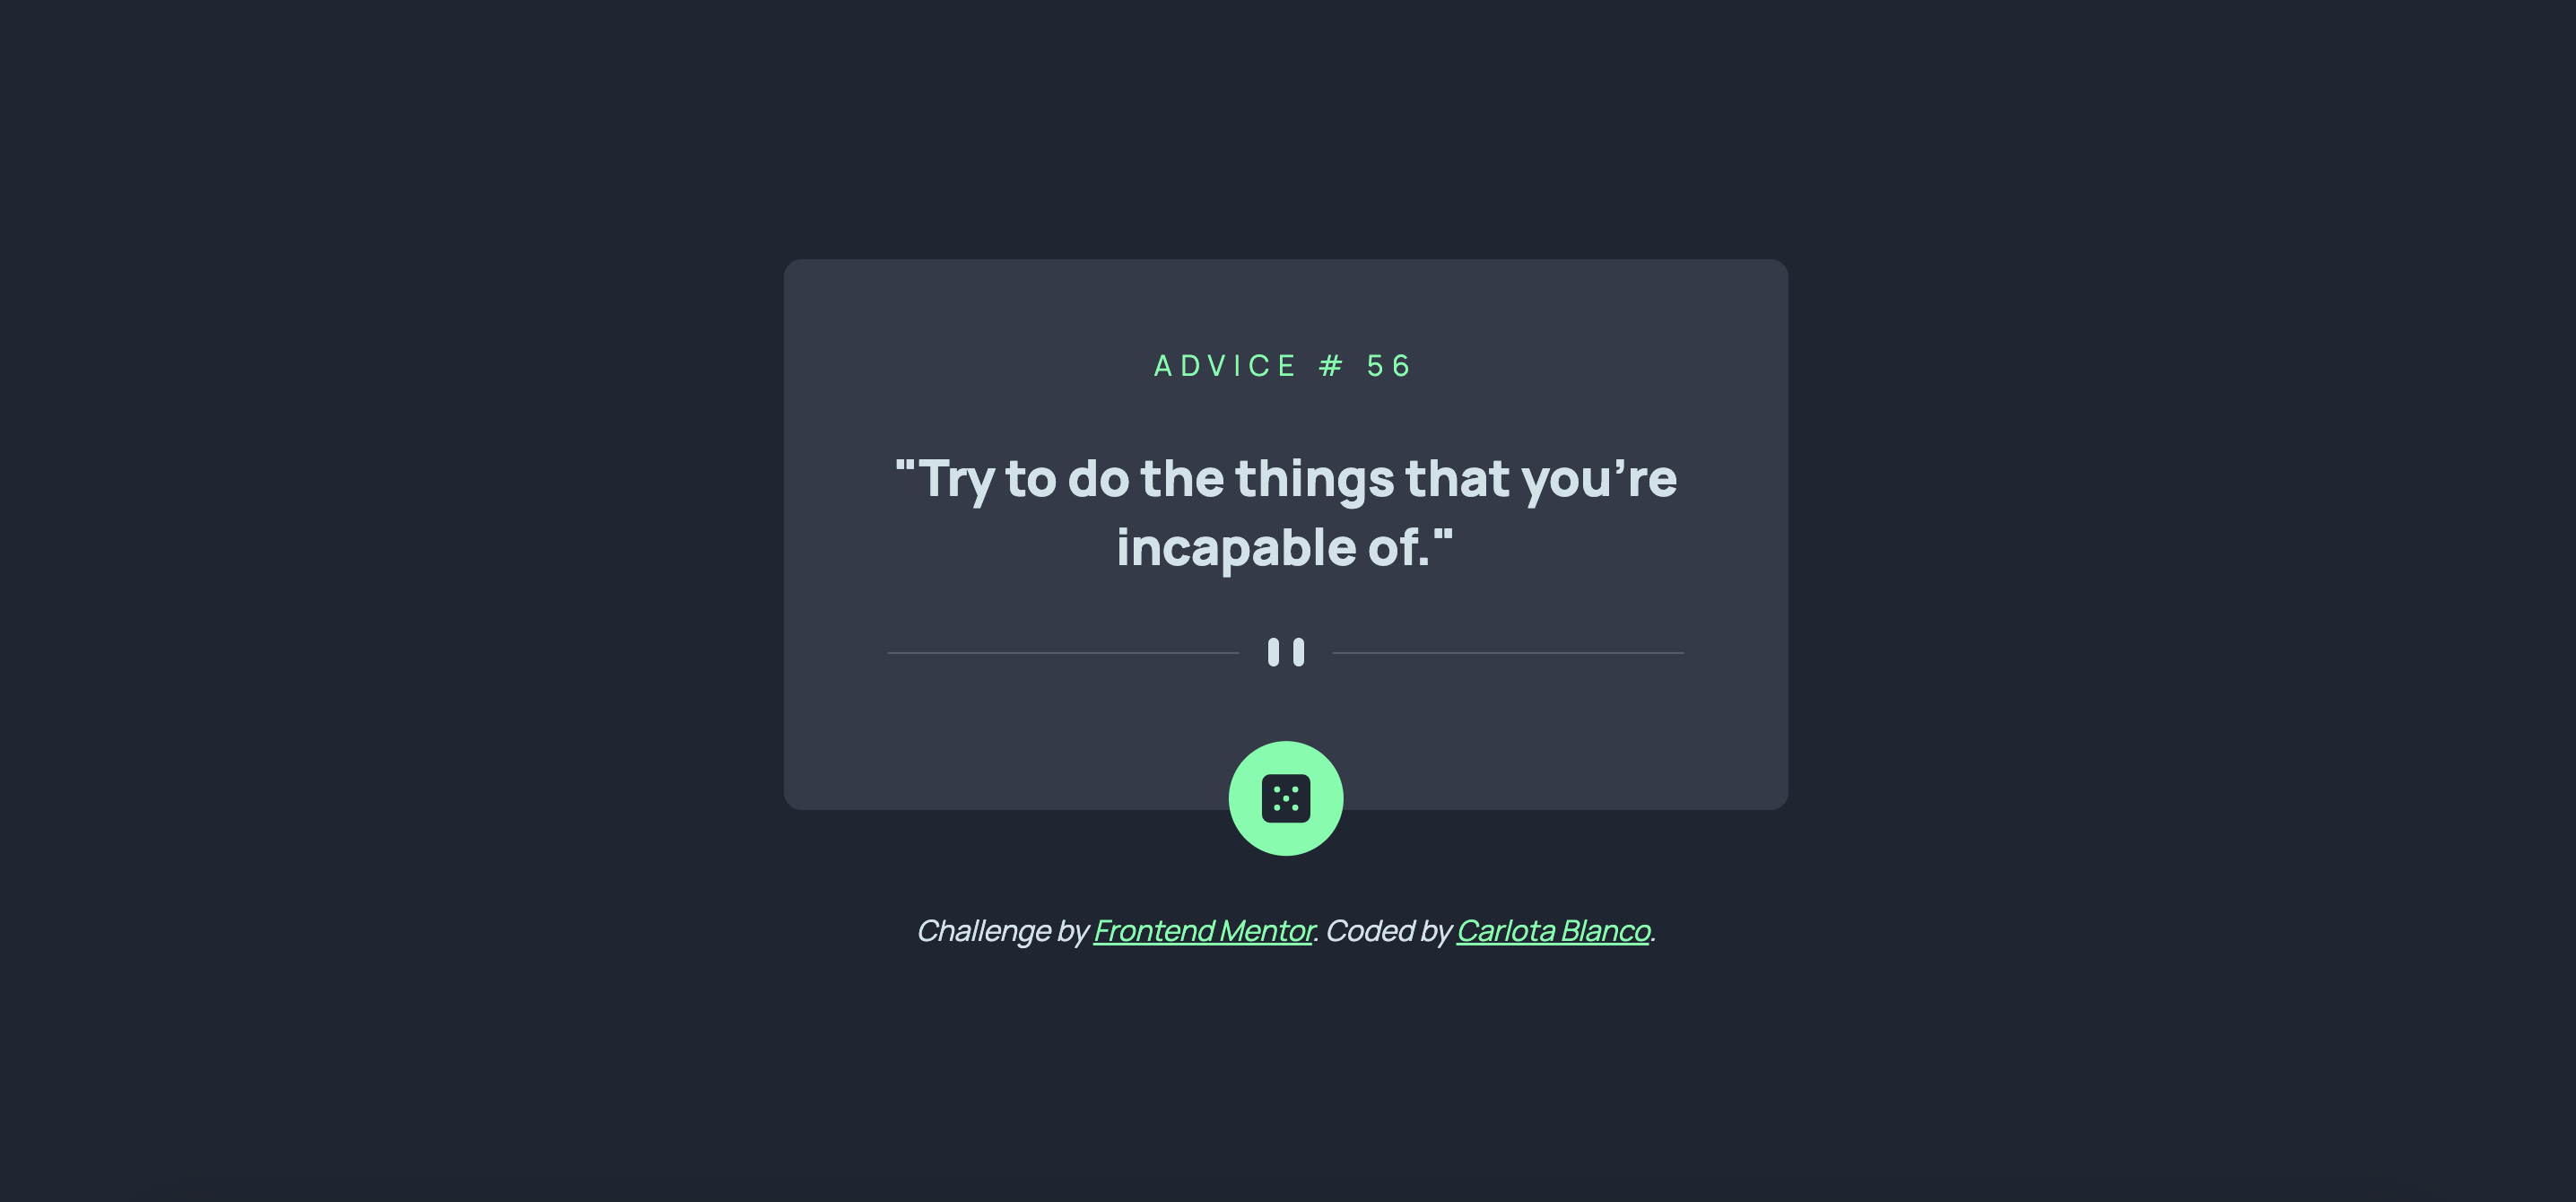 ADVICE # 56
"Try to do the things that you’re
incapable of."
Challenge by Frontend Mentor. Coded by Carlota Blanco.